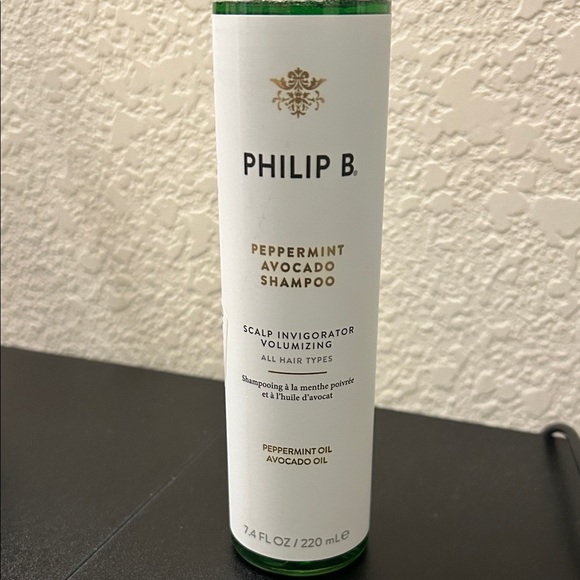 PHILIP B®
PEPPERMINT
AVOCADO
SHAMPOO
SCALP INVIGORATOR
VOLUMIZING
ALL HAIR TYPES
Shampooing à la menthe poivrée
et à l'huile d'avocat
PEPPERMINT OIL
AVOCADO OIL
7.4 FL OZ / 220 mL℮